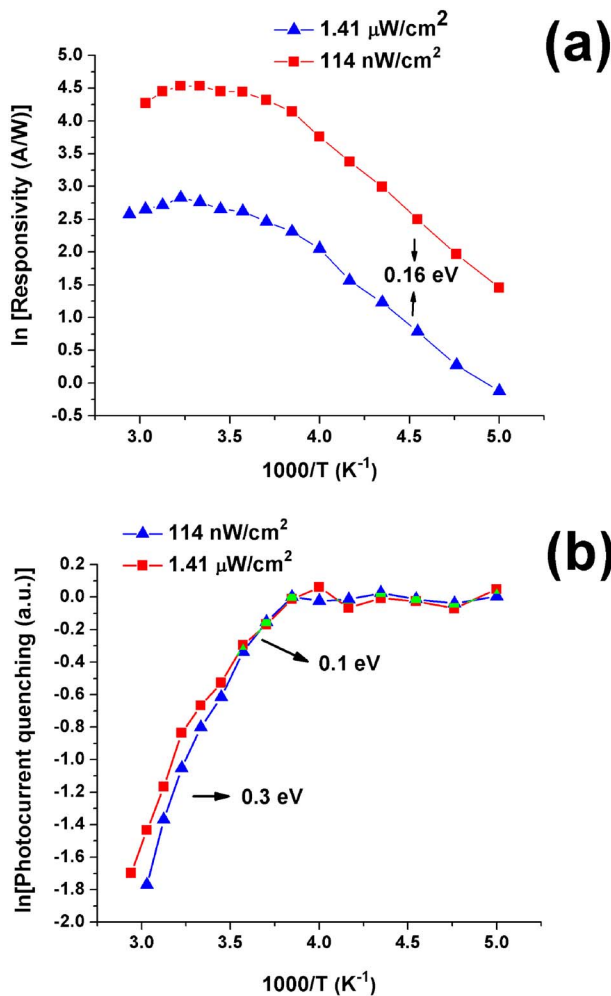 1.41 μW/cm²
114 nW/cm²
(a)
ln [Responsivity (A/W)]
5.0
4.5
4.0
3.5
3.0
2.5
2.0
1.5
1.0
0.5
0.0
-0.5
0.16 eV
3.0 3.5 4.0 4.5 5.0
1000/T (K⁻¹)
(b)
114 nW/cm²
1.41 μW/cm²
ln[Photocurrent quenching (a.u.)]
0.2
0.0
-0.2
-0.4
-0.6
-0.8
-1.0
-1.2
-1.4
-1.6
-1.8
-2.0
0.1 eV
0.3 eV
3.0 3.5 4.0 4.5 5.0
1000/T (K⁻¹)